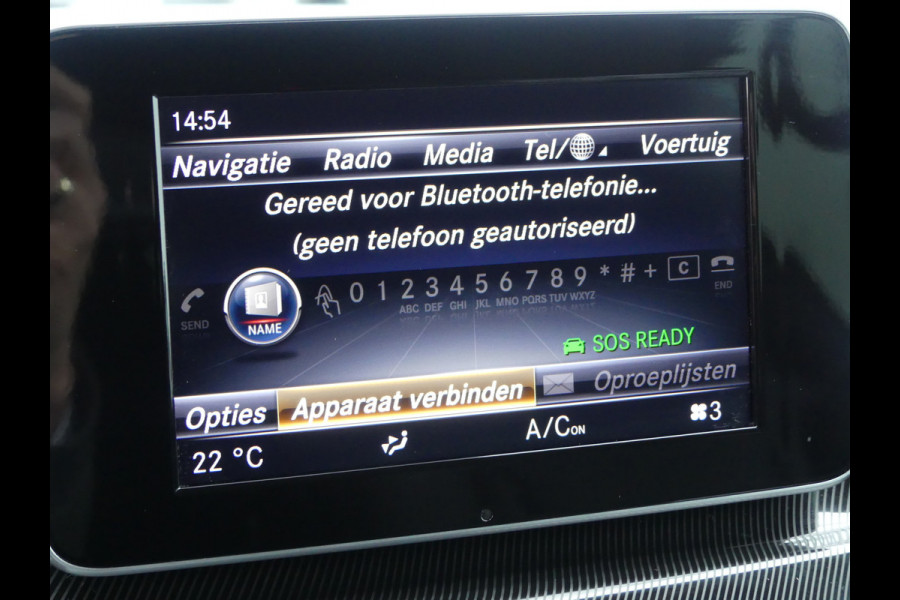 14:54
Navigatie Radio Media Tel/ Voertuig
Gereed voor Bluetooth-telefonie...
(geen telefoon geautoriseerd)
SEND NAME 0 1 2 3 4 5 6 7 8 9 * # + C END
ABC DEF GHI JKL MNO PQRS TUV WXYZ
SOS READY
Opties Apparaat verbinden Oproeplijsten
22 °C A/C ON 3